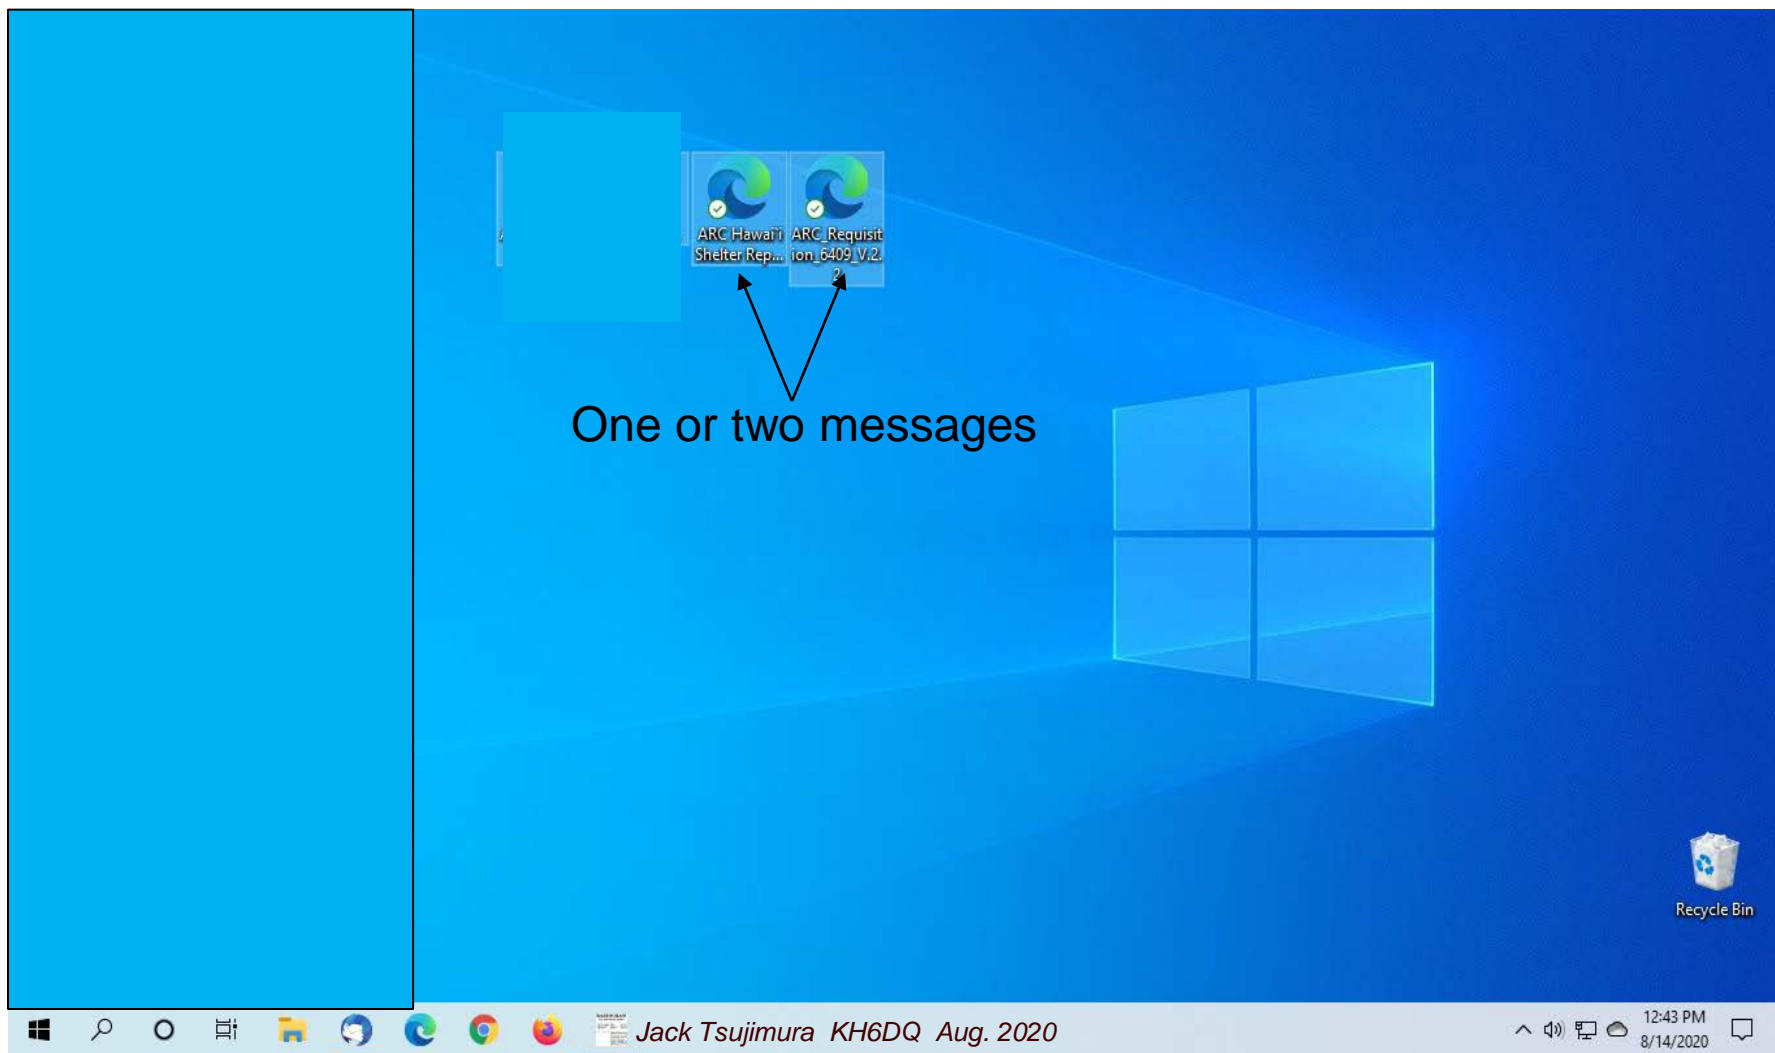 ARC Hawai'i
Shelter Rep...
ARC_Requisit
ion_6409_V.2.
2
One or two messages
Recycle Bin
Jack Tsujimura KH6DQ Aug. 2020
12:43 PM
8/14/2020